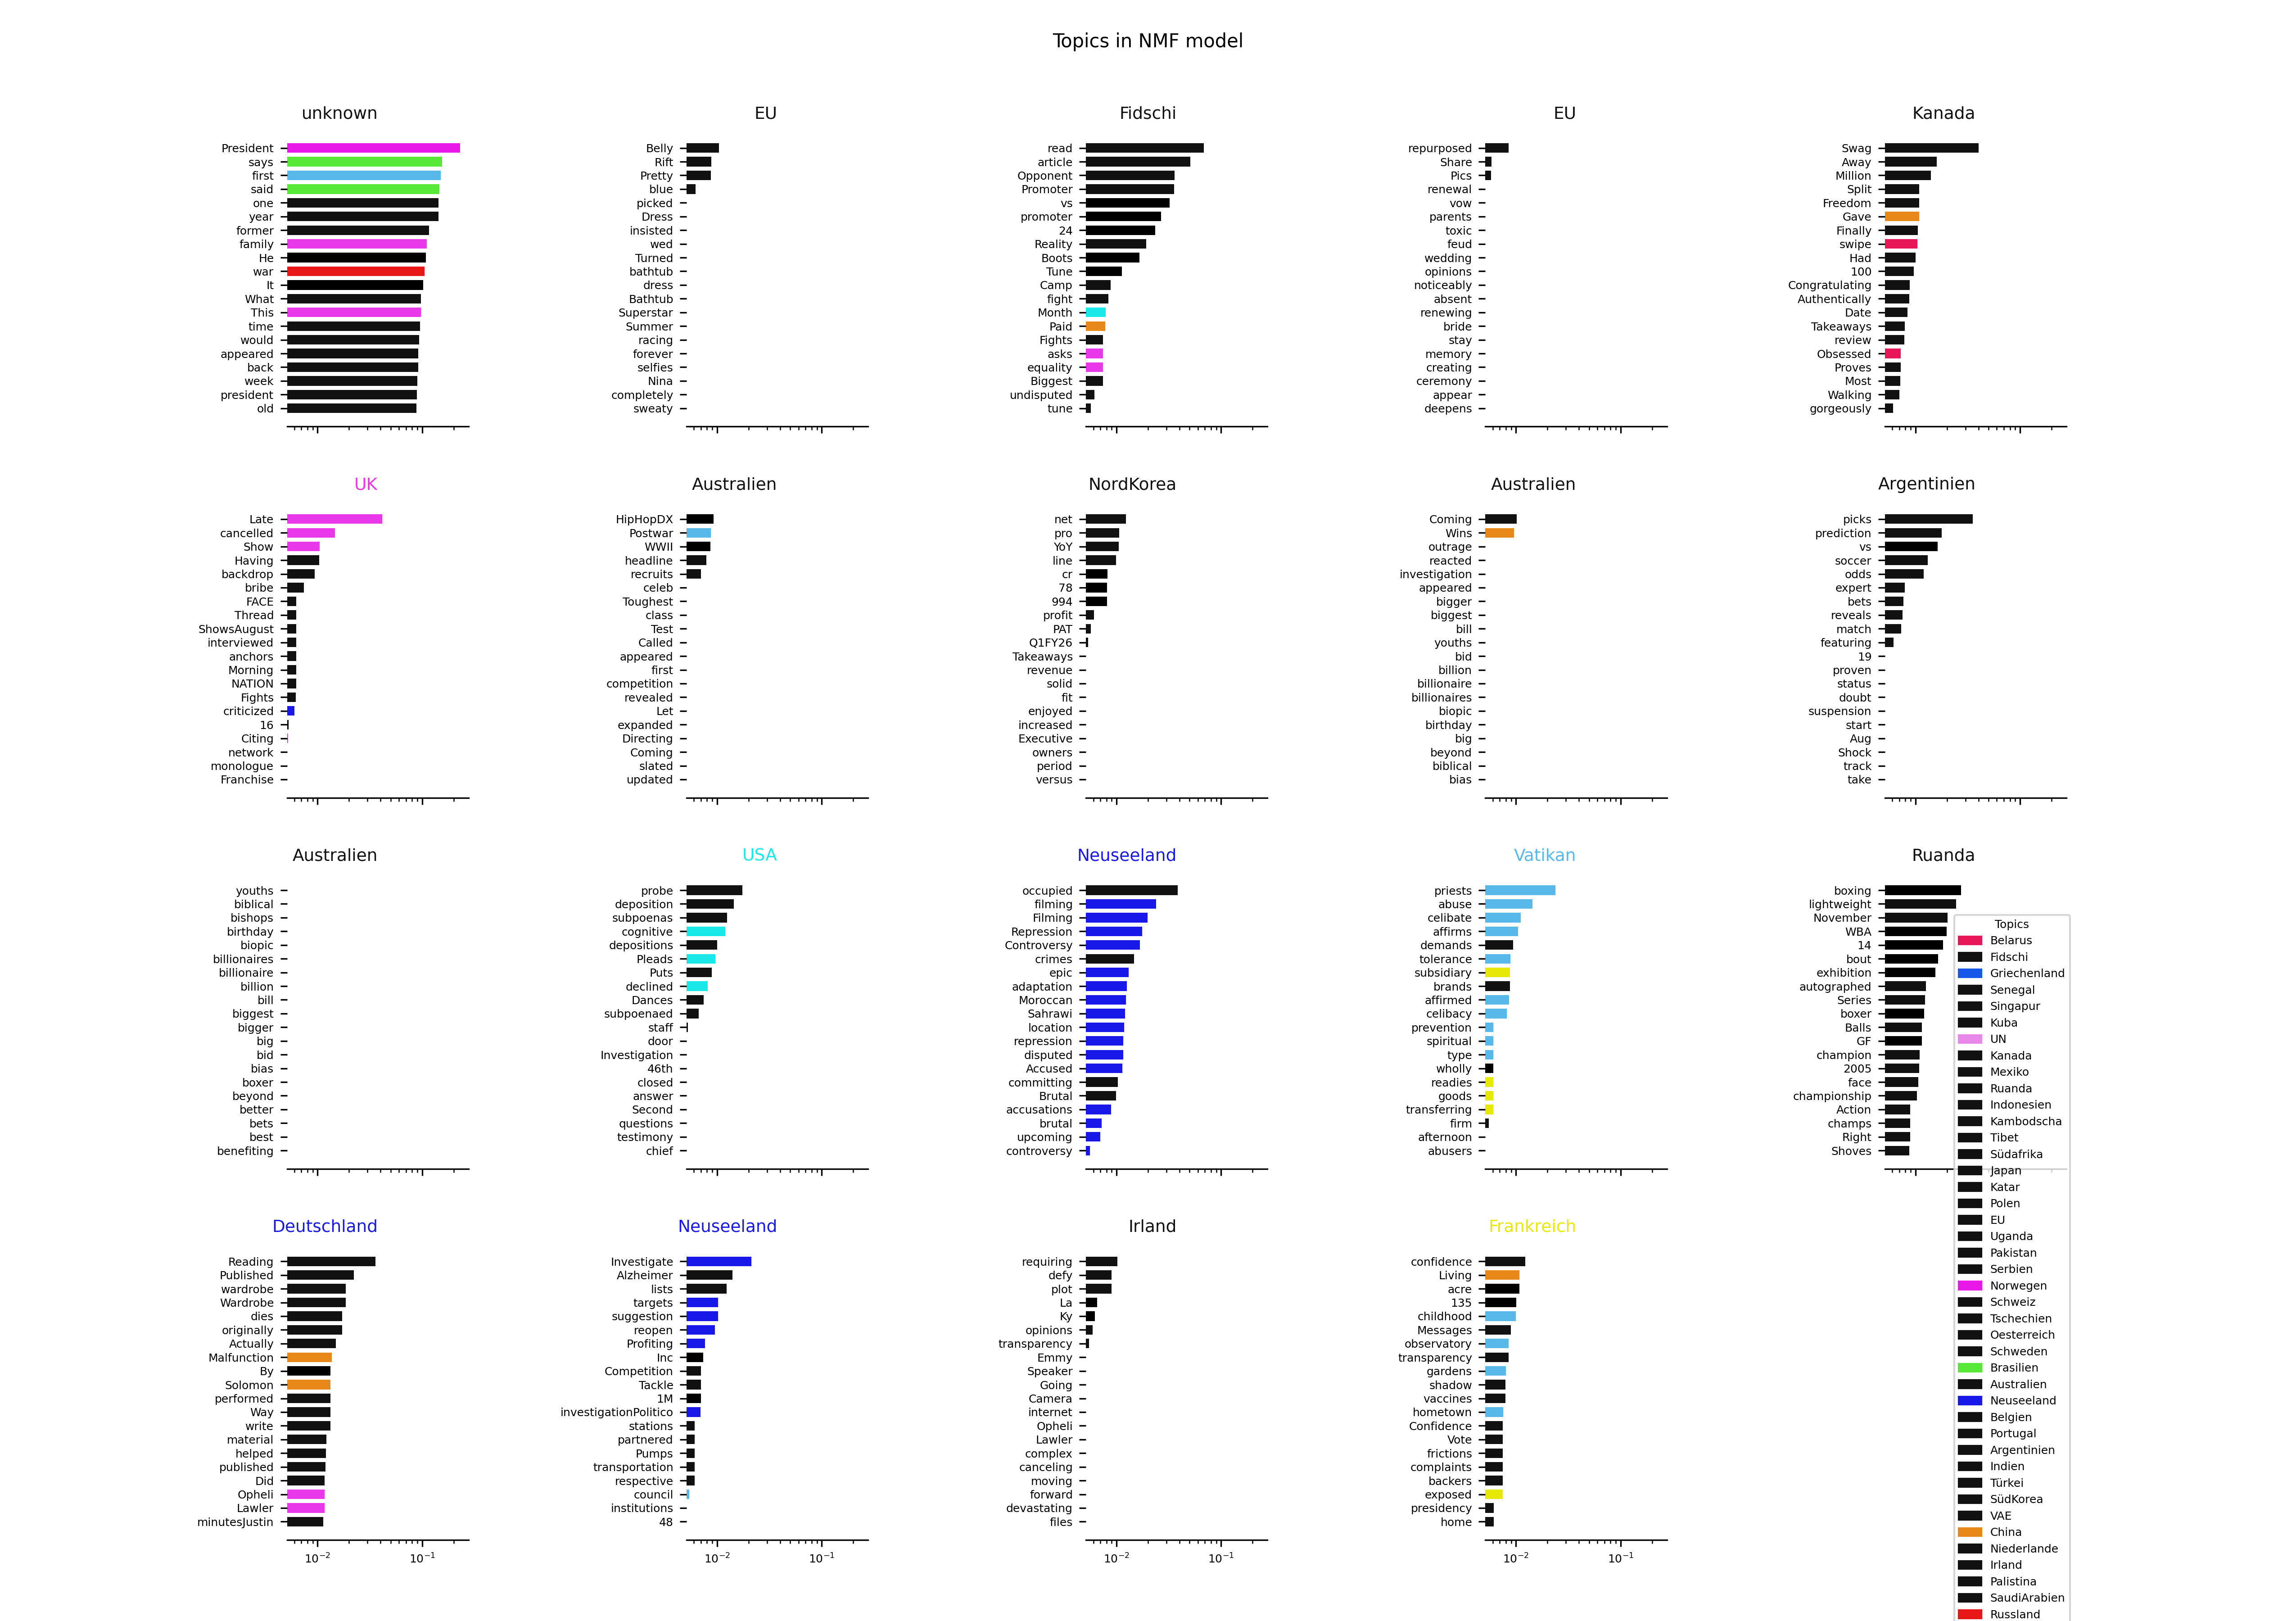 Topics in NMF model
unknown
President
says
first
said
one
year
former
family
He
war
It
What
This
time
would
appeared
back
week
president
old
EU
Belly
Rift
Pretty
blue
picked
Dress
insisted
wed
Turned
bathtub
dress
Bathtub
Superstar
Summer
racing
forever
selfies
Nina
completely
sweaty
Fidschi
read
article
Opponent
Promoter
vs
promoter
24
Reality
Boots
Tune
Camp
fight
Month
Paid
Fights
asks
equality
Biggest
undisputed
tune
EU
repurposed
Share
Pics
renewal
vow
parents
toxic
feud
wedding
opinions
noticeably
absent
renewing
bride
stay
memory
creating
ceremony
appear
deepens
Kanada
Swag
Away
Million
Split
Freedom
Gave
Finally
swipe
Had
100
Congratulating
Authentically
Date
Takeaways
review
Obsessed
Proves
Most
Walking
gorgeously
UK
Late
cancelled
Show
Having
backdrop
bribe
FACE
Thread
ShowsAugust
interviewed
anchors
Morning
NATION
Fights
criticized
16
Citing
network
monologue
Franchise
Australien
HipHopDX
Postwar
WWII
headline
recruits
celeb
Toughest
class
Test
Called
appeared
first
competition
revealed
Let
expanded
Directing
Coming
slated
updated
NordKorea
net
pro
YoY
line
cr
78
994
profit
PAT
Q1FY26
Takeaways
revenue
solid
fit
enjoyed
increased
Executive
owners
period
versus
Australien
Coming
Wins
outrage
reacted
investigation
appeared
bigger
biggest
bill
youths
bid
billion
billionaire
billionaires
biopic
birthday
big
beyond
biblical
bias
Argentinien
picks
prediction
vs
soccer
odds
expert
bets
reveals
match
featuring
19
proven
status
doubt
suspension
start
Aug
Shock
track
take
Australien
youths
biblical
bishops
birthday
biopic
billionaires
billionaire
billion
bill
biggest
bigger
big
bid
bias
boxer
beyond
better
bets
best
benefiting
USA
probe
deposition
subpoenas
cognitive
depositions
Pleads
Puts
declined
Dances
subpoenaed
staff
door
Investigation
46th
closed
answer
Second
questions
testimony
chief
Neuseeland
occupied
filming
Filming
Repression
Controversy
crimes
epic
adaptation
Moroccan
Sahrawi
location
repression
disputed
Accused
committing
Brutal
accusations
brutal
upcoming
controversy
Vatikan
priests
abuse
celibate
affirms
demands
tolerance
subsidiary
brands
affirmed
celibacy
prevention
spiritual
type
wholly
readies
goods
transferring
firm
afternoon
abusers
Ruanda
boxing
lightweight
November
WBA
14
bout
exhibition
autographed
Series
boxer
Balls
GF
champion
2005
face
championship
Action
champs
Right
Shoves
Deutschland
Reading
Published
wardrobe
Wardrobe
dies
originally
Actually
Malfunction
By
Solomon
performed
Way
write
material
helped
published
Did
Opheli
Lawler
minutesJustin
10⁻² 10⁻¹
Neuseeland
Investigate
Alzheimer
lists
targets
suggestion
reopen
Profiting
Inc
Competition
Tackle
1M
investigationPolitico
stations
partnered
Pumps
transportation
respective
council
institutions
48
10⁻² 10⁻¹
Irland
requiring
defy
plot
La
Ky
opinions
transparency
Emmy
Speaker
Going
Camera
internet
Opheli
Lawler
complex
canceling
moving
forward
devastating
files
10⁻² 10⁻¹
Frankreich
confidence
Living
acre
135
childhood
Messages
observatory
transparency
gardens
shadow
vaccines
hometown
Confidence
Vote
frictions
complaints
backers
exposed
presidency
home
10⁻² 10⁻¹
Topics
Belarus
Fidschi
Griechenland
Senegal
Singapur
Kuba
UN
Kanada
Mexiko
Ruanda
Indonesien
Kambodscha
Tibet
Südafrika
Japan
Katar
Polen
EU
Uganda
Pakistan
Serbien
Norwegen
Schweiz
Tschechien
Oesterreich
Schweden
Brasilien
Australien
Neuseeland
Belgien
Portugal
Argentinien
Indien
Türkei
SüdKorea
VAE
China
Niederlande
Irland
Palistina
SaudiArabien
Russland